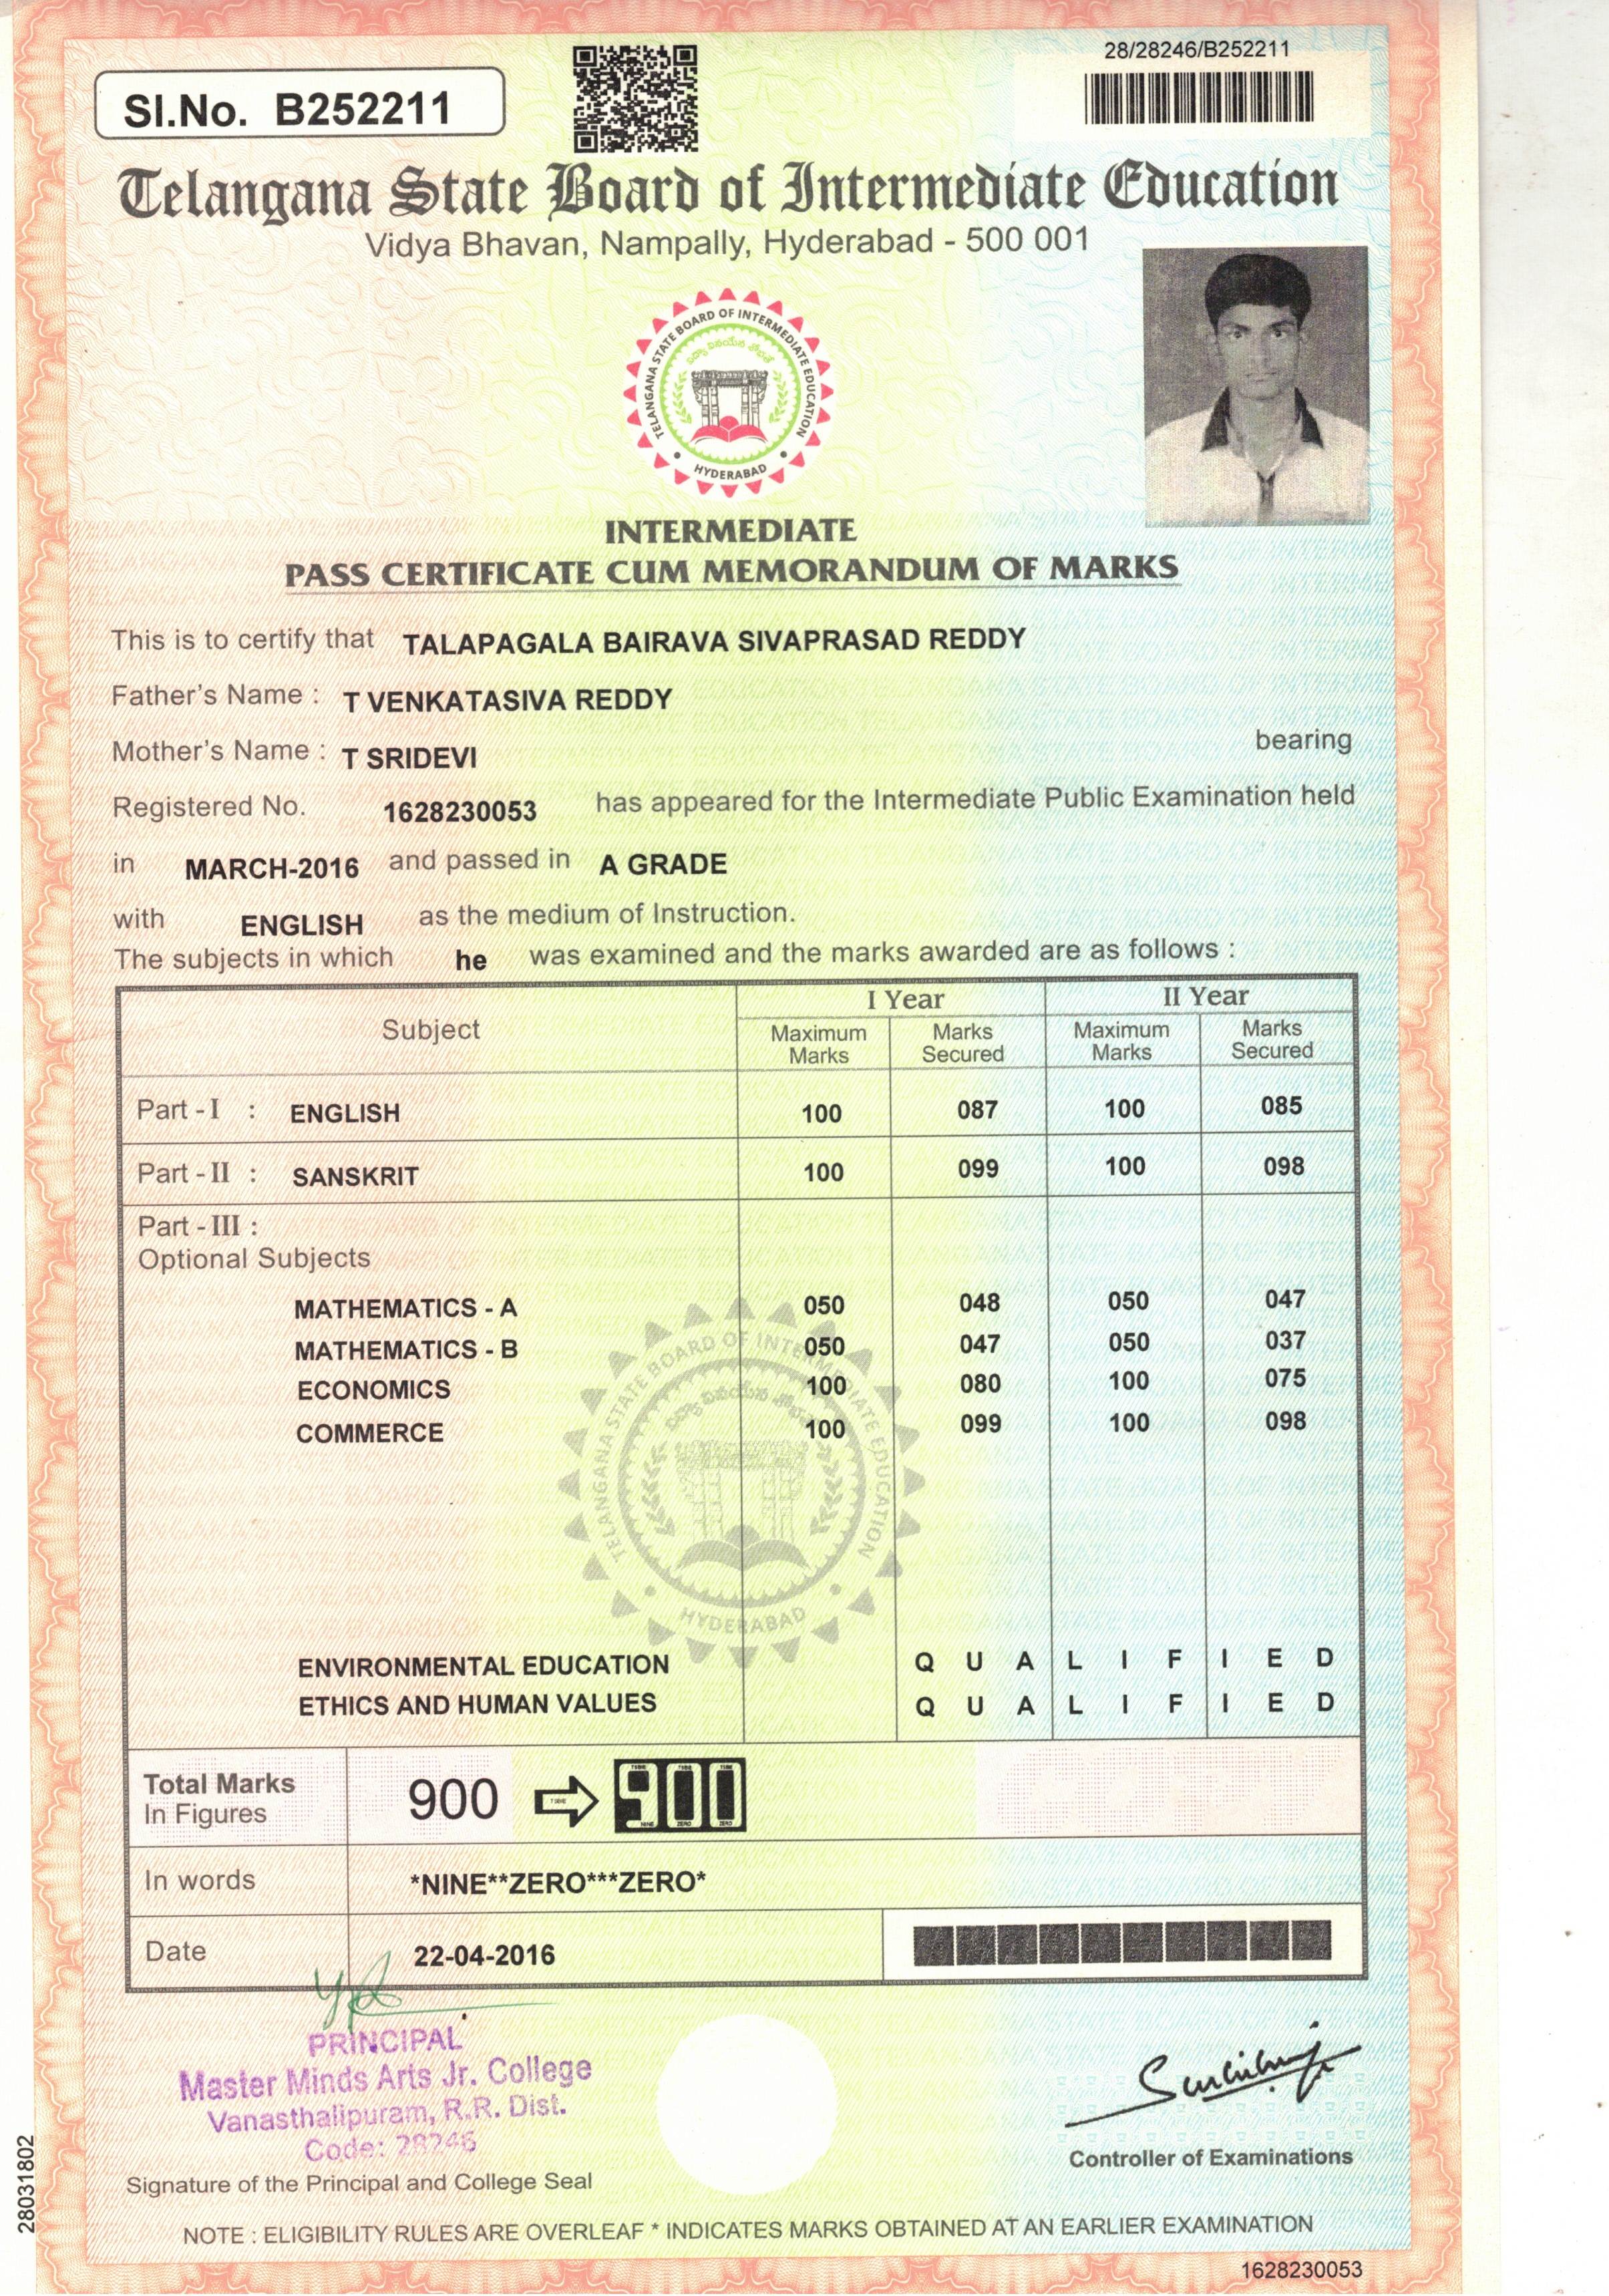 28/28246/B252211
Sl.No. B252211
Telangana State Board of Intermediate Education
Vidya Bhavan, Nampally, Hyderabad - 500 001
TELANGANA STATE BOARD OF INTERMEDIATE EDUCATION
HYDERABAD
INTERMEDIATE
PASS CERTIFICATE CUM MEMORANDUM OF MARKS
This is to certify that TALAPAGALA BAIRAVA SIVAPRASAD REDDY
Father's Name : T VENKATASIVA REDDY
Mother's Name : T SRIDEVI bearing
Registered No. 1628230053 has appeared for the Intermediate Public Examination held
in MARCH-2016 and passed in A GRADE
with ENGLISH as the medium of Instruction.
The subjects in which he was examined and the marks awarded are as follows :
Subject I Year II Year
Maximum Marks Marks Secured Maximum Marks Marks Secured
Part - I : ENGLISH 100 087 100 085
Part - II : SANSKRIT 100 099 100 098
Part - III :
Optional Subjects
MATHEMATICS - A 050 048 050 047
MATHEMATICS - B 050 047 050 037
ECONOMICS 100 080 100 075
COMMERCE 100 099 100 098
TELANGANA STATE BOARD OF INTERMEDIATE EDUCATION
HYDERABAD
ENVIRONMENTAL EDUCATION Q U A L I F I E D
ETHICS AND HUMAN VALUES Q U A L I F I E D
Total Marks
In Figures 900 900
In words *NINE**ZERO***ZERO*
Date 22-04-2016
PRINCIPAL
Master Minds Arts Jr. College
Vanasthalipuram, R.R. Dist.
Code: 28246
Signature of the Principal and College Seal
Controller of Examinations
28031802
NOTE : ELIGIBILITY RULES ARE OVERLEAF * INDICATES MARKS OBTAINED AT AN EARLIER EXAMINATION
1628230053